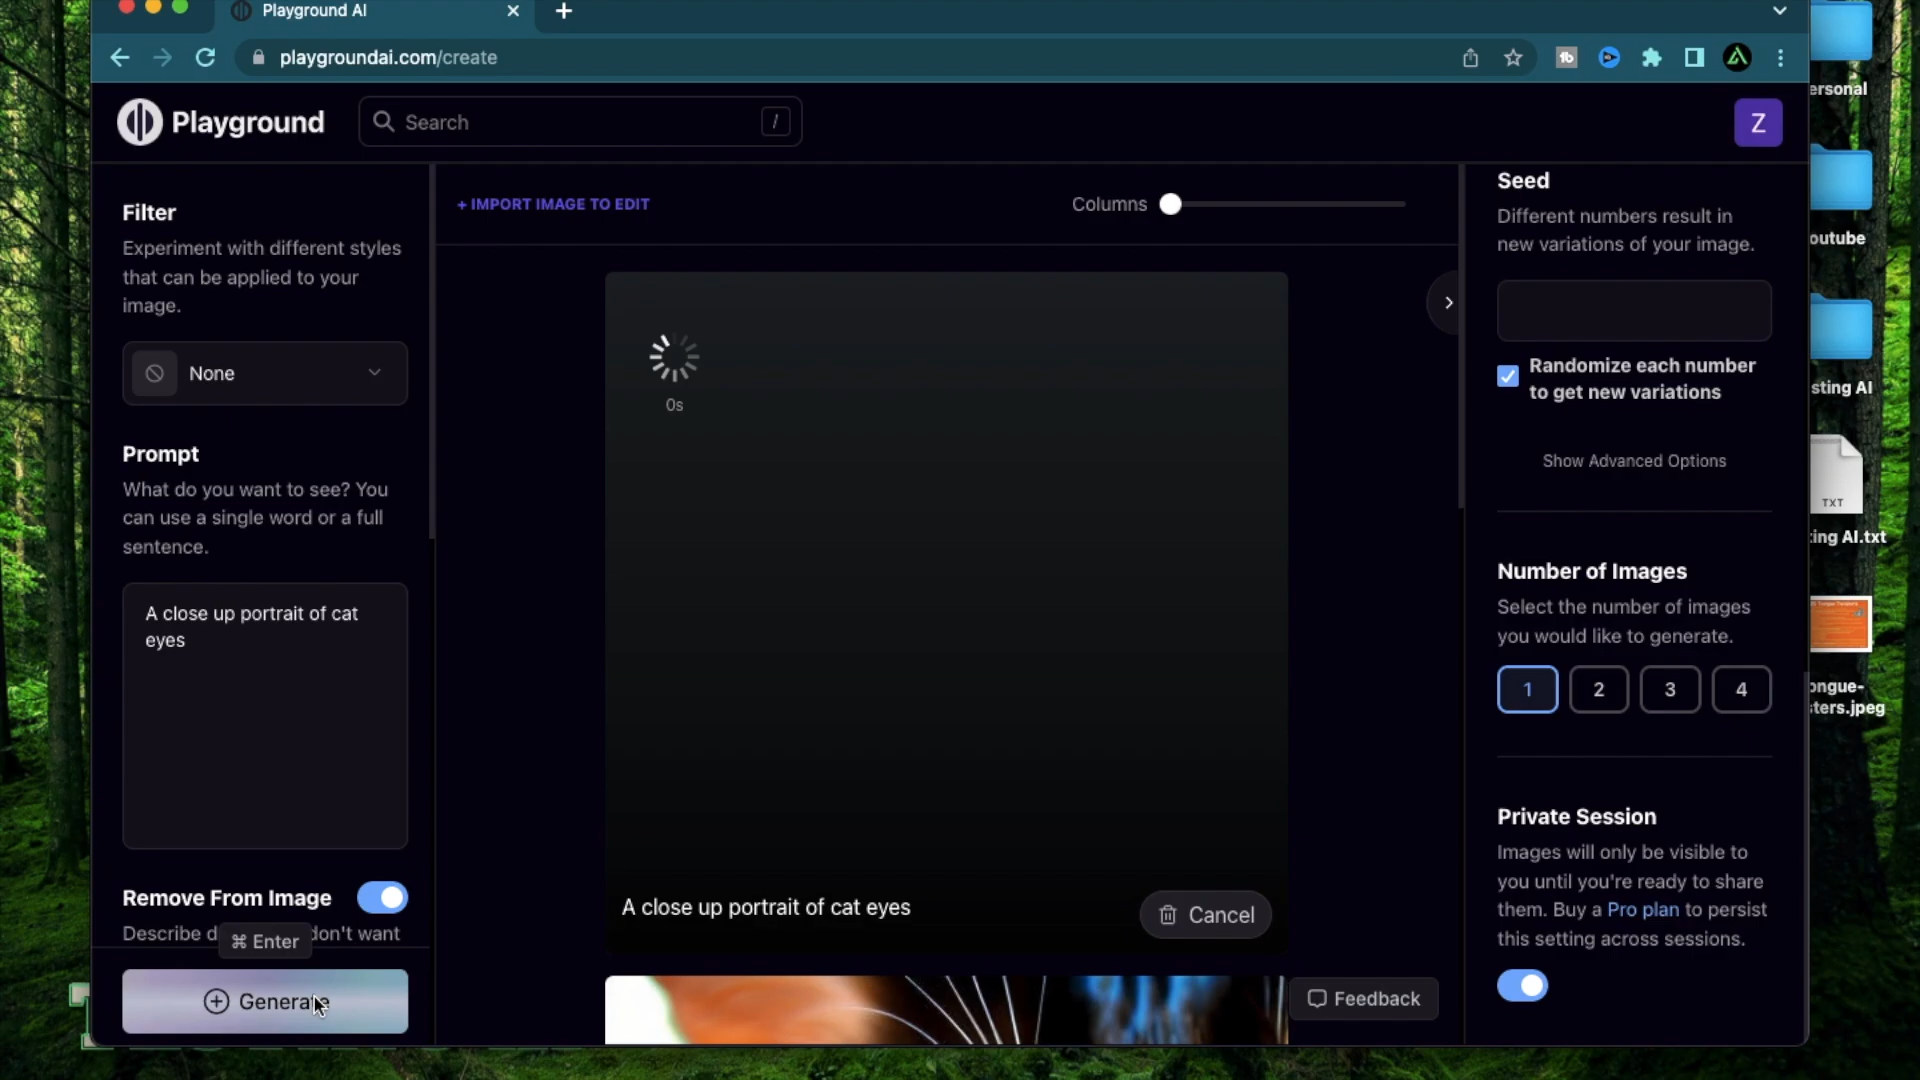 Playground AI
playgroundai.com/create
Playground
Search
/
Z
Filter
Experiment with different styles
that can be applied to your
image.
None
Prompt
What do you want to see? You
can use a single word or a full
sentence.
A close up portrait of cat
eyes
Remove From Image
Describe d don't want
⌘ Enter
Generate
+ IMPORT IMAGE TO EDIT
Columns
0s
A close up portrait of cat eyes
Cancel
Feedback
Seed
Different numbers result in
new variations of your image.
Randomize each number
to get new variations
Show Advanced Options
Number of Images
Select the number of images
you would like to generate.
1 2 3 4
Private Session
Images will only be visible to
you until you're ready to share
them. Buy a Pro plan to persist
this setting across sessions.
ersonal
outube
sting AI
TXT
ting AI.txt
ongue-
sters.jpeg